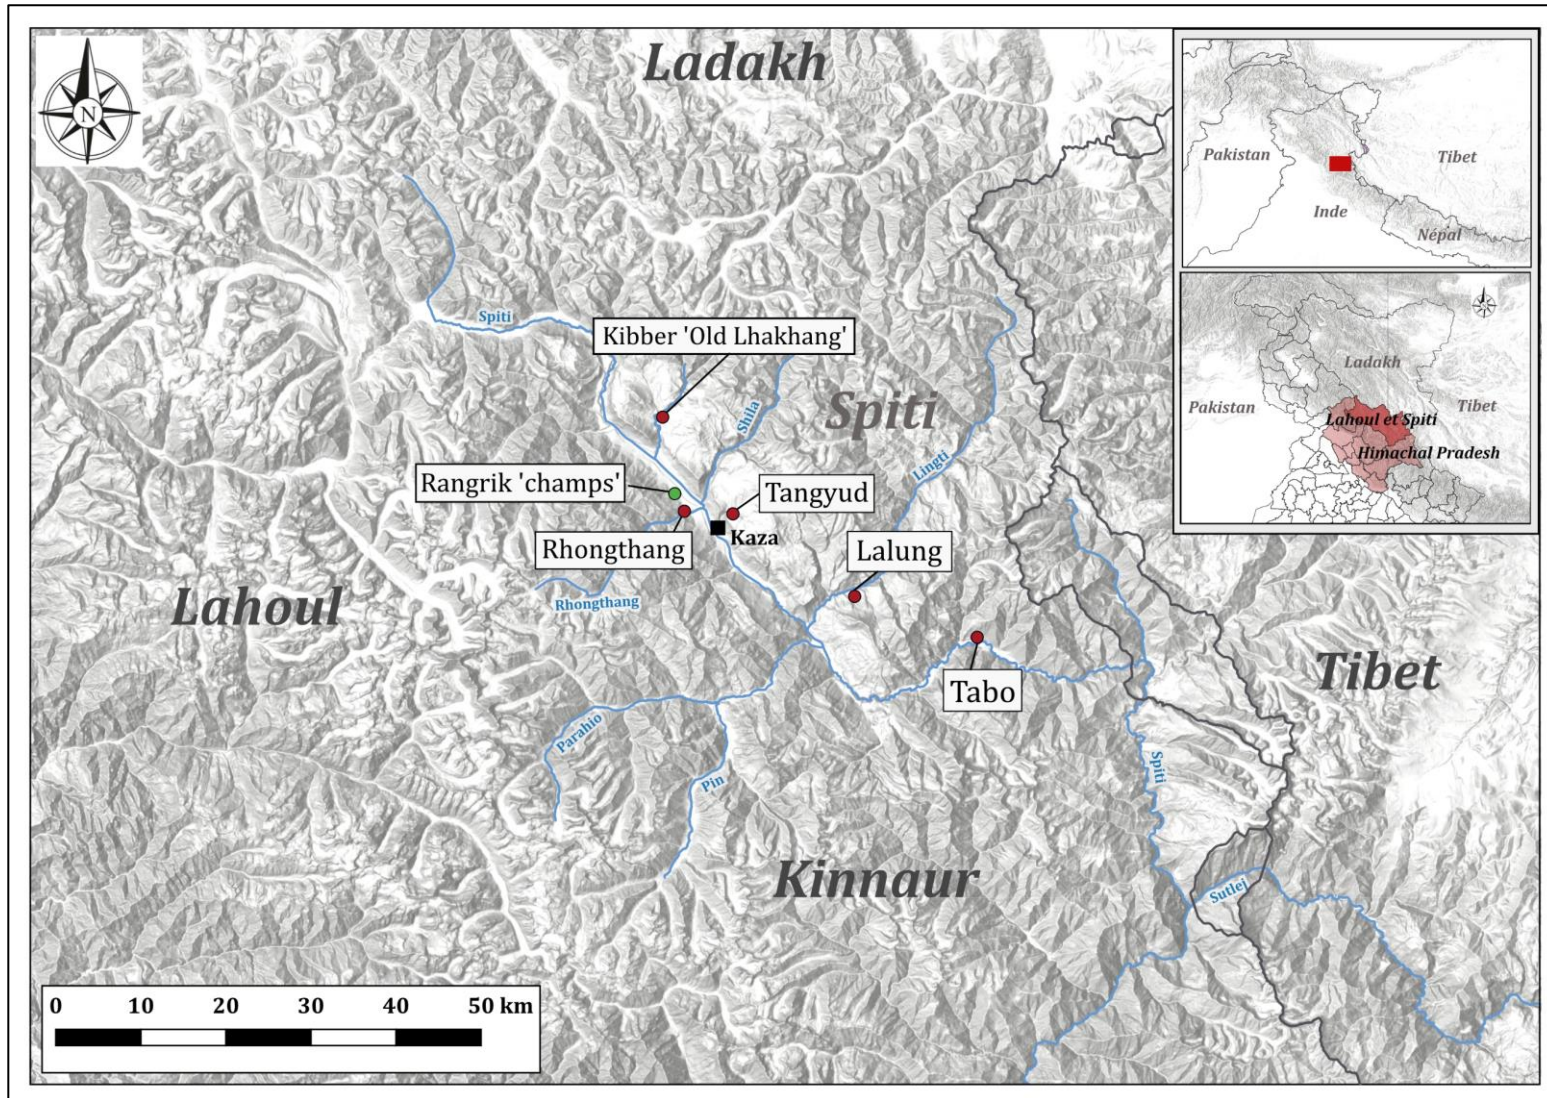 Ladakh
N
Pakistan
Tibet
Inde
Népal
Spiti
Kibber 'Old Lhakhang'
Shila
Spiti
Lingti
Ladakh
Pakistan
Tibet
Lahoul et Spiti
Himachal Pradesh
Rangrik 'champs'
Tangyud
Kaza
Rhongthang
Lalung
Rhongthang
Lahoul
Tabo
Tibet
Parahio
Pin
Spiti
Kinnaur
Sutlej
0 10 20 30 40 50 km